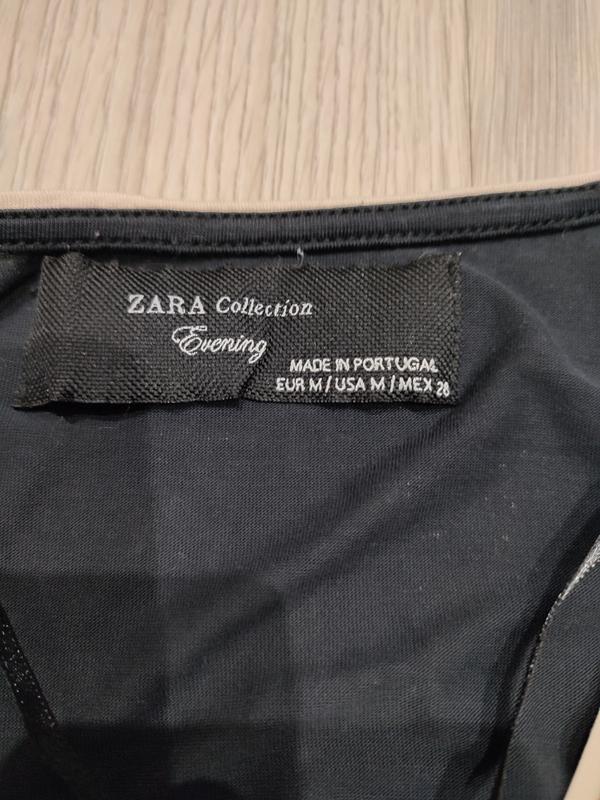 ZARA Collection
Evening
MADE IN PORTUGAL
EUR M / USA M / MEX 28